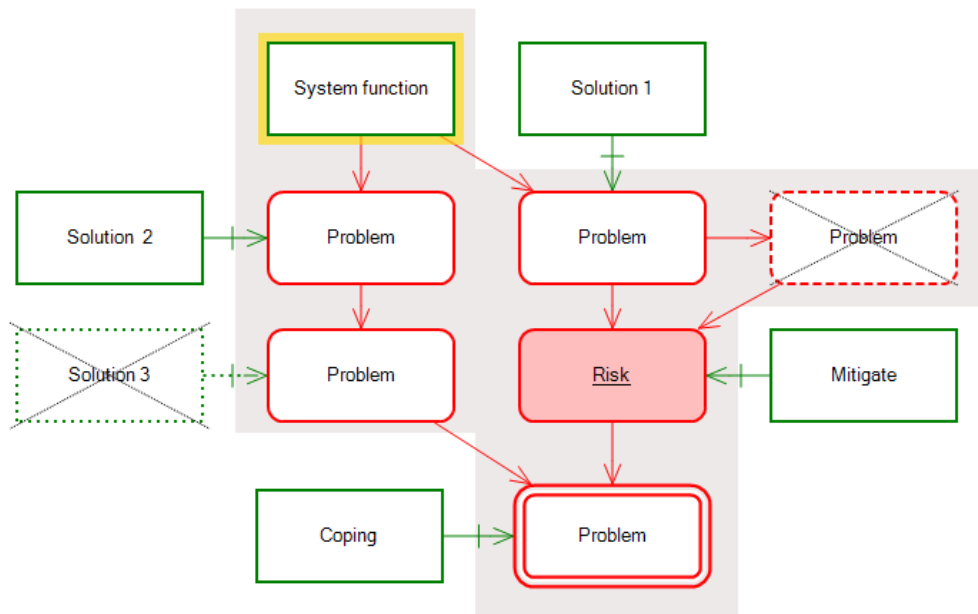 System function
Solution 1
Solution 2
Problem
Problem
Problem
Solution 3
Problem
Risk
Mitigate
Coping
Problem